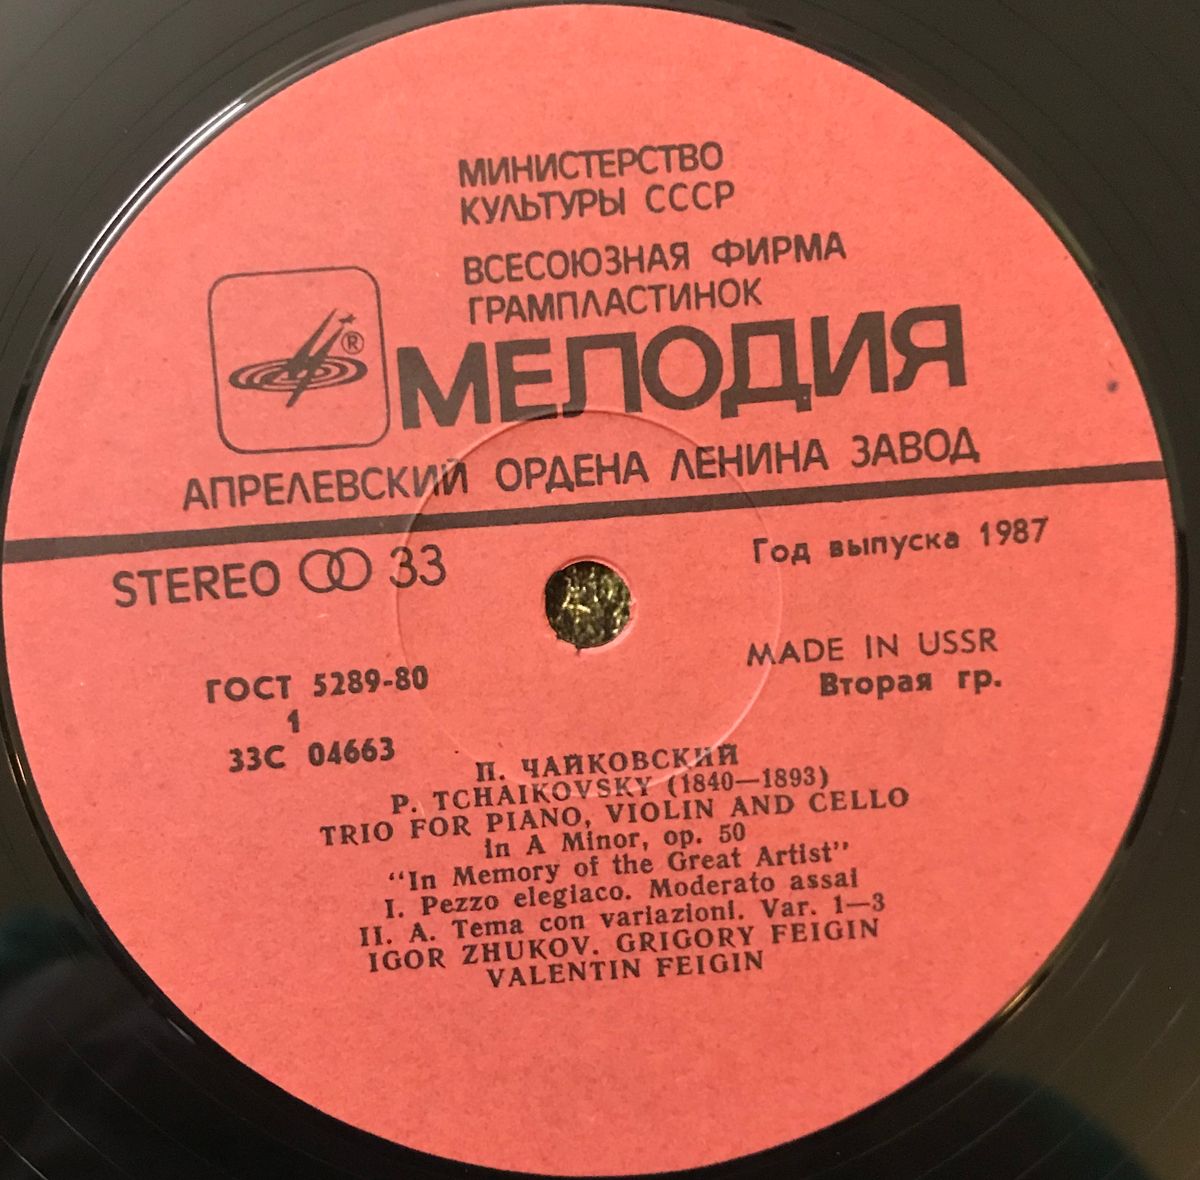 МИНИСТЕРСТВО
КУЛЬТУРЫ СССР
ВСЕСОЮЗНАЯ ФИРМА
ГРАМПЛАСТИНОК
®
МЕЛОДИЯ
АПРЕЛЕВСКИЙ ОРДЕНА ЛЕНИНА ЗАВОД
STEREO 33
Год выпуска 1987
MADE IN USSR
Вторая гр.
ГОСТ 5289-80
1
33С 04663
П. ЧАЙКОВСКИЙ
P. TCHAIKOVSKY (1840—1893)
TRIO FOR PIANO, VIOLIN AND CELLO
in A Minor, op. 50
“In Memory of the Great Artist”
I. Pezzo elegiaco. Moderato assai
II. A. Tema con variazioni. Var. 1—3
IGOR ZHUKOV. GRIGORY FEIGIN
VALENTIN FEIGIN